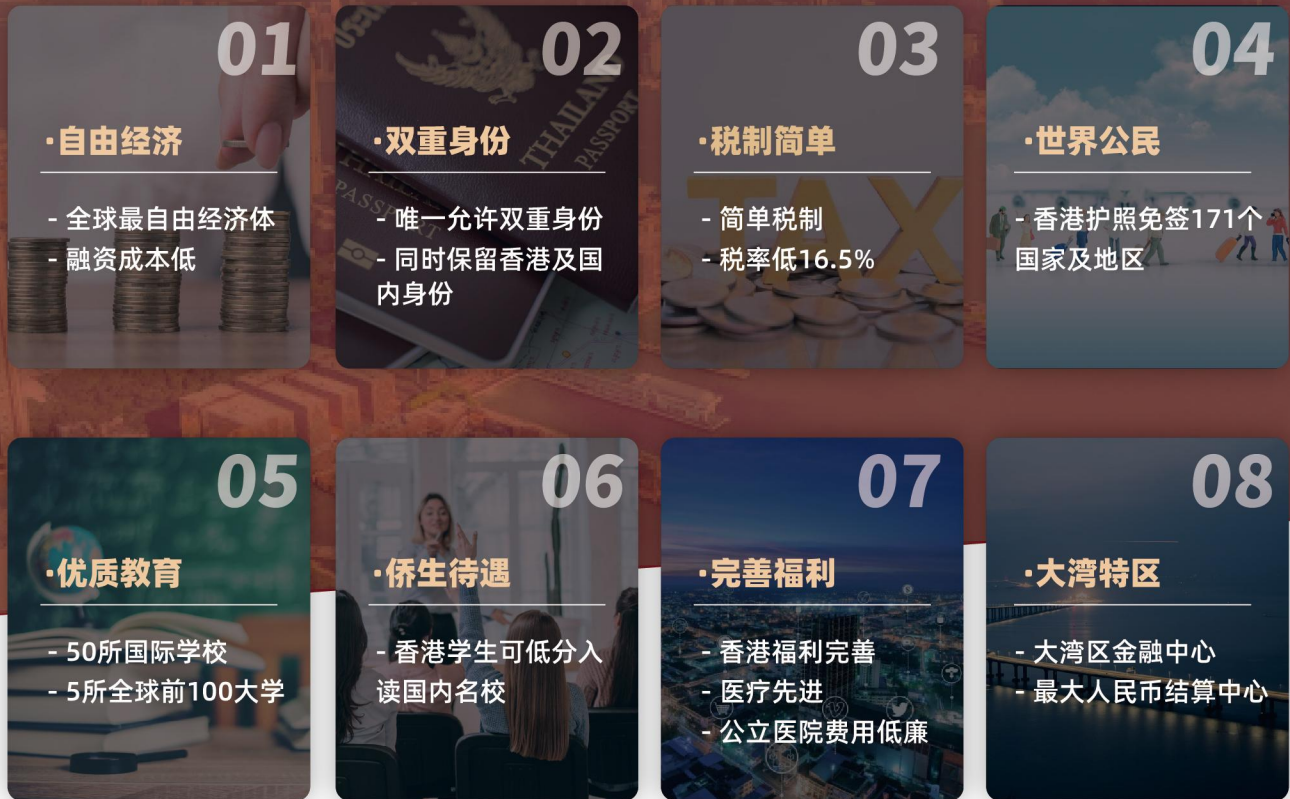 01
·自由经济
- 全球最自由经济体
- 融资成本低
02
THAILAND
PASSPORT
PASSPORT
·双重身份
- 唯一允许双重身份
- 同时保留香港及国
内身份
03
TAX
·税制简单
- 简单税制
- 税率低16.5%
04
·世界公民
- 香港护照免签171个
国家及地区
05
·优质教育
- 50所国际学校
- 5所全球前100大学
06
·侨生待遇
- 香港学生可低分入
读国内名校
07
·完善福利
- 香港福利完善
- 医疗先进
- 公立医院费用低廉
08
·大湾特区
- 大湾区金融中心
- 最大人民币结算中心